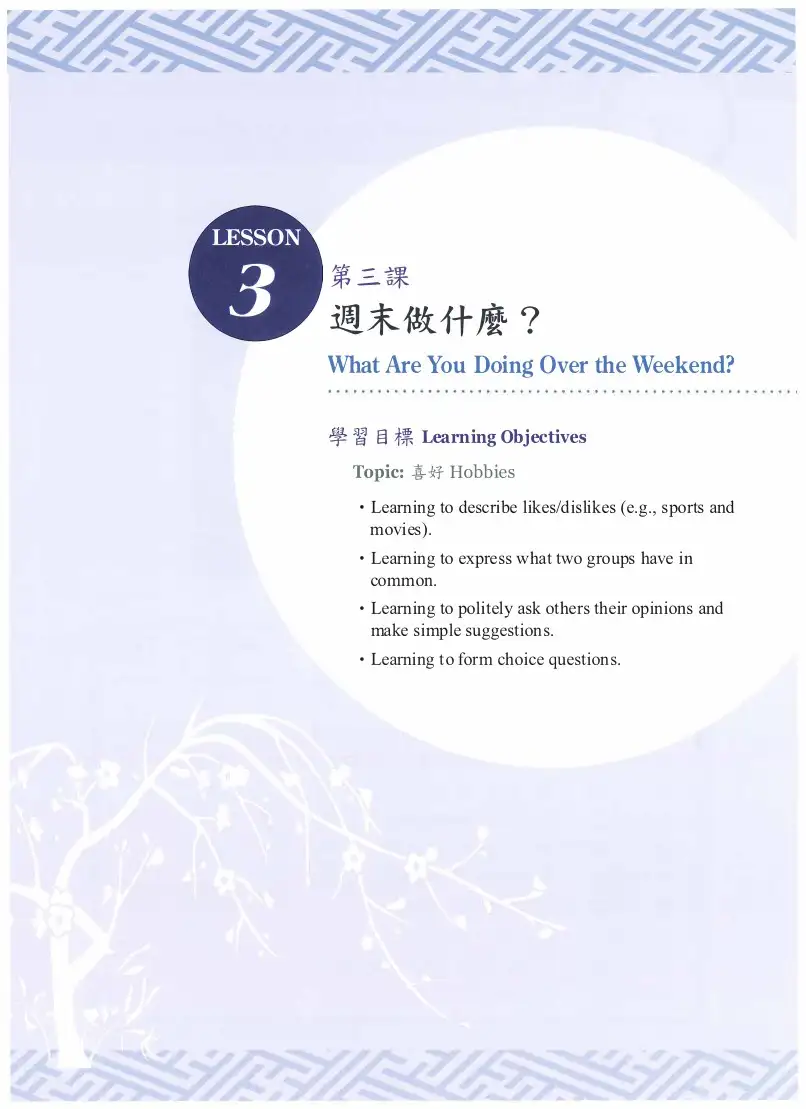 LESSON
3
第三課
週末做什麼？
What Are You Doing Over the Weekend?
學習目標 Learning Objectives
Topic: 喜好 Hobbies
・Learning to describe likes/dislikes (e.g., sports and
movies).
・Learning to express what two groups have in
common.
・Learning to politely ask others their opinions and
make simple suggestions.
・Learning to form choice questions.